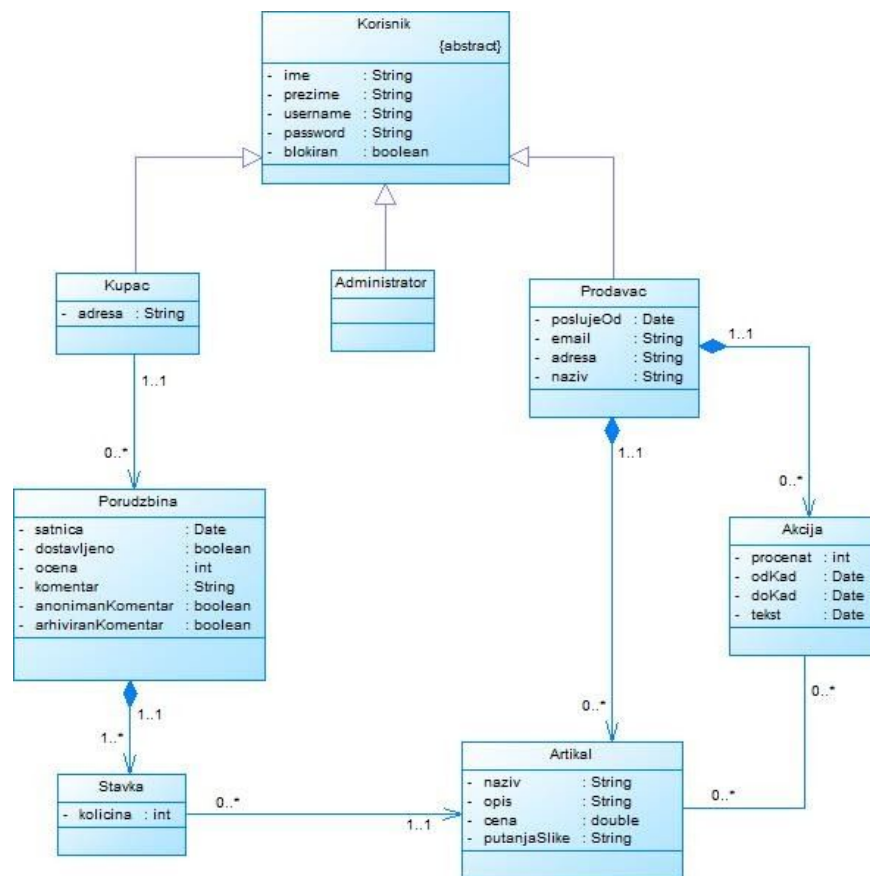 Korisnik
{abstract}
- ime : String
- prezime : String
- username : String
- password : String
- blokiran : boolean
Kupac
- adresa : String
Administrator
Prodavac
- poslujeOd : Date
- email : String
- adresa : String
- naziv : String
1..1
1..1
1..1
0..*
0..*
Porudzbina
- satnica : Date
- dostavljeno : boolean
- ocena : int
- komentar : String
- anonimanKomentar : boolean
- arhiviranKomentar : boolean
Akcija
- procenat : int
- odKad : Date
- doKad : Date
- tekst : Date
1..1
1..*
0..*
0..*
Stavka
- kolicina : int
0..*
1..1
Artikal
- naziv : String
- opis : String
- cena : double
- putanjaSlike : String
0..*